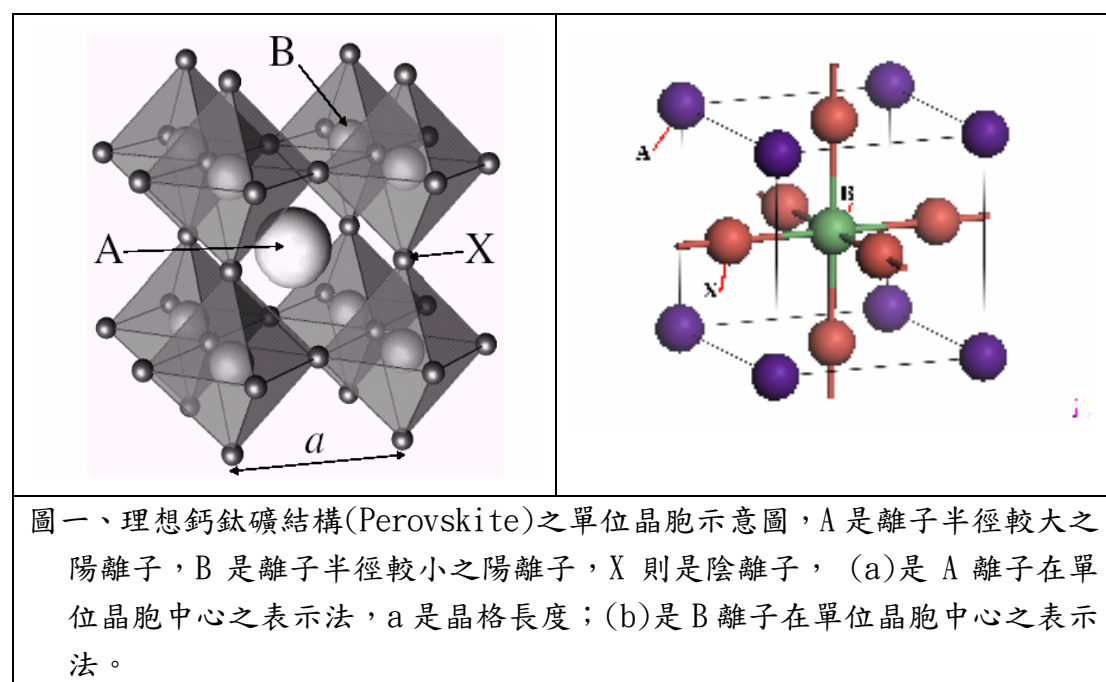 B
A
X
a
A
B
X
圖一、理想鈣鈦礦結構(Perovskite)之單位晶胞示意圖，A 是離子半徑較大之
陽離子，B 是離子半徑較小之陽離子，X 則是陰離子， (a)是 A 離子在單
位晶胞中心之表示法，a 是晶格長度；(b)是 B 離子在單位晶胞中心之表示
法。